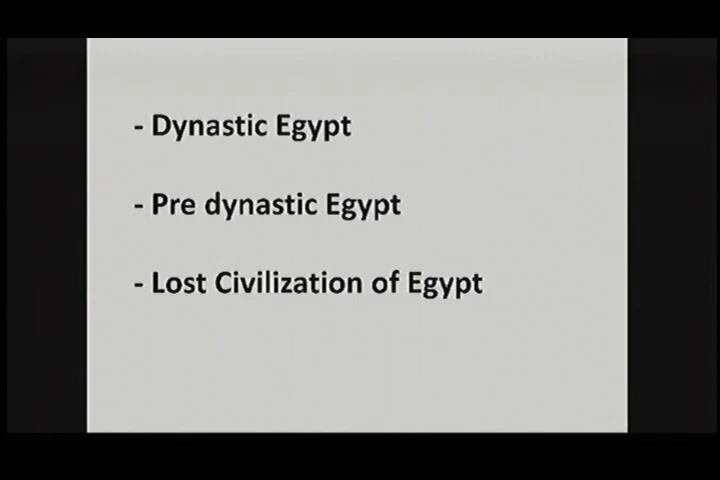 - Dynastic Egypt
- Pre dynastic Egypt
- Lost Civilization of Egypt